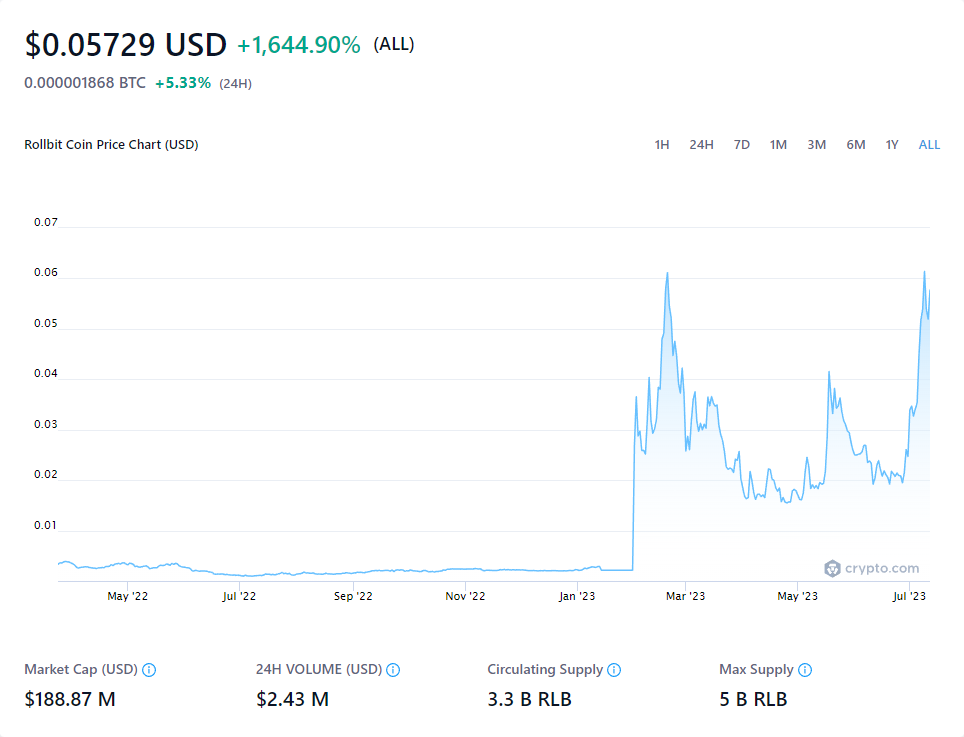 $0.05729 USD +1,644.90% (ALL)
0.000001868 BTC +5.33% (24H)
Rollbit Coin Price Chart (USD) 1H 24H 7D 1M 3M 6M 1Y ALL
0.07
0.06
0.05
0.04
0.03
0.02
0.01
crypto.com
May '22 Jul '22 Sep '22 Nov '22 Jan '23 Mar '23 May '23 Jul '23
Market Cap (USD) 24H VOLUME (USD) Circulating Supply Max Supply
$188.87 M $2.43 M 3.3 B RLB 5 B RLB